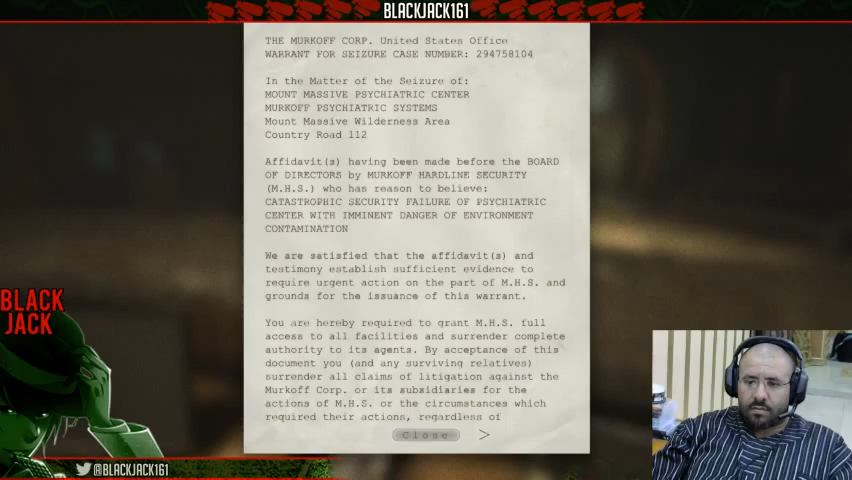 BLACKJACK161
THE MURKOFF CORP. United States Office
WARRANT FOR SEIZURE CASE NUMBER: 294758104
In the Matter of the Seizure of:
MOUNT MASSIVE PSYCHIATRIC CENTER
MURKOFF PSYCHIATRIC SYSTEMS
Mount Massive Wilderness Area
Country Road 112
Affidavit(s) having been made before the BOARD
OF DIRECTORS by MURKOFF HARDLINE SECURITY
(M.H.S.) who has reason to believe:
CATASTROPHIC SECURITY FAILURE OF PSYCHIATRIC
CENTER WITH IMMINENT DANGER OF ENVIRONMENT
CONTAMINATION
We are satisfied that the affidavit(s) and
testimony establish sufficient evidence to
require urgent action on the part of M.H.S. and
grounds for the issuance of this warrant.
You are hereby required to grant M.H.S. full
access to all facilities and surrender complete
authority to its agents. By acceptance of this
document you (and any surviving relatives)
surrender all claims of litigation against the
Murkoff Corp. or its subsidiaries for the
actions of M.H.S. or the circumstances which
required their actions, regardless of
Close >
BLACK
JACK
@BLACKJACK161